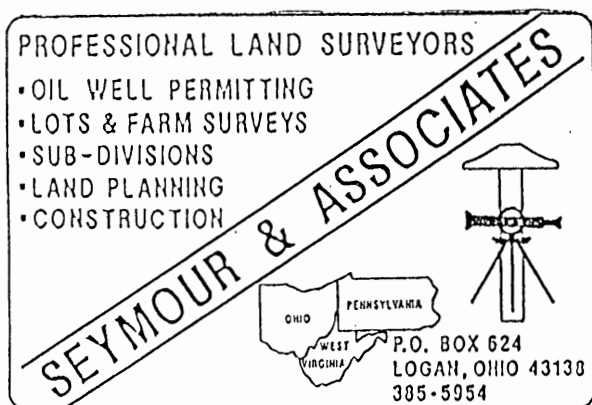 PROFESSIONAL LAND SURVEYORS
•OIL WELL PERMITTING
•LOTS & FARM SURVEYS
•SUB-DIVISIONS
•LAND PLANNING
•CONSTRUCTION
SEYMOUR & ASSOCIATES
OHIO
PENNSYLVANIA
WEST
VIRGINIA
P.O. BOX 624
LOGAN, OHIO 43138
385-5954